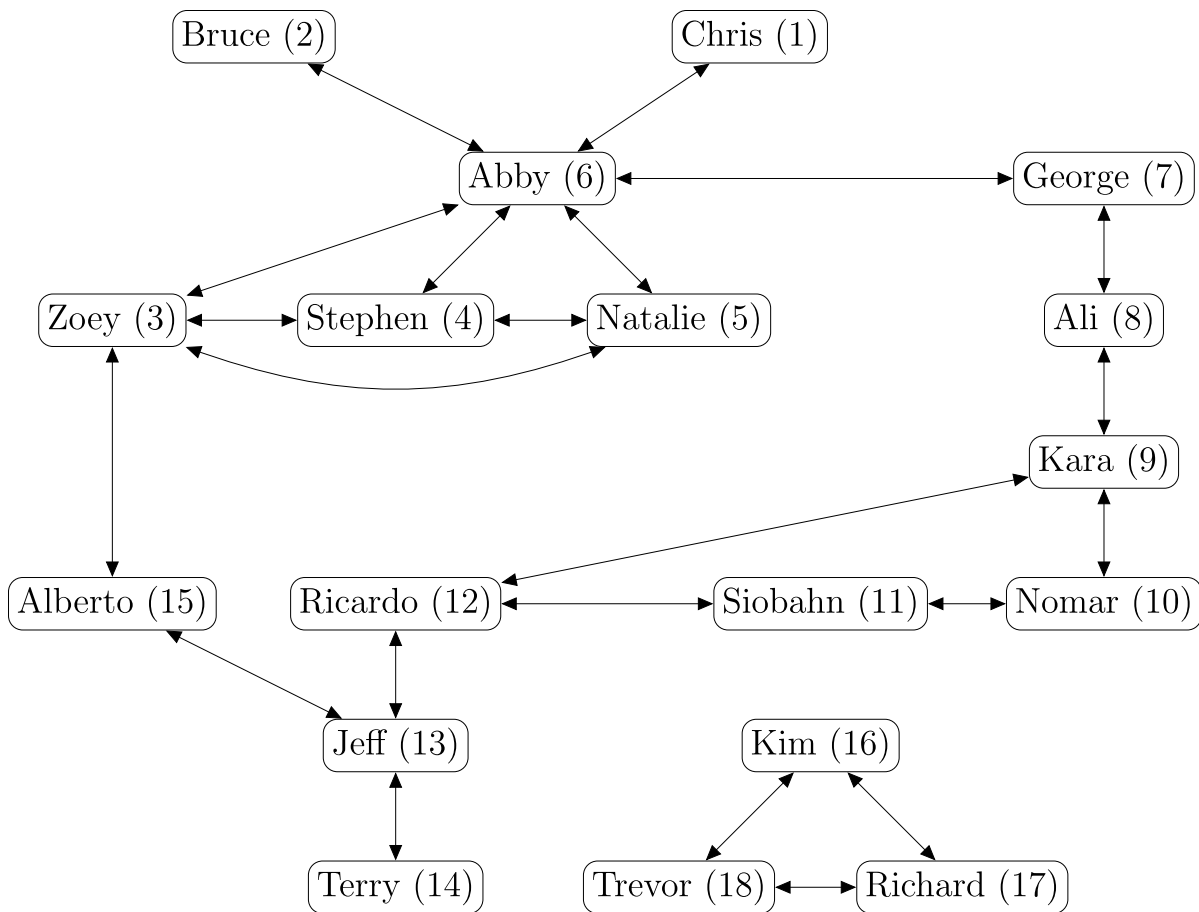 Bruce (2)
Chris (1)
Abby (6)
George (7)
Zoey (3)
Stephen (4)
Natalie (5)
Ali (8)
Kara (9)
Alberto (15)
Ricardo (12)
Siobahn (11)
Nomar (10)
Jeff (13)
Kim (16)
Terry (14)
Trevor (18)
Richard (17)